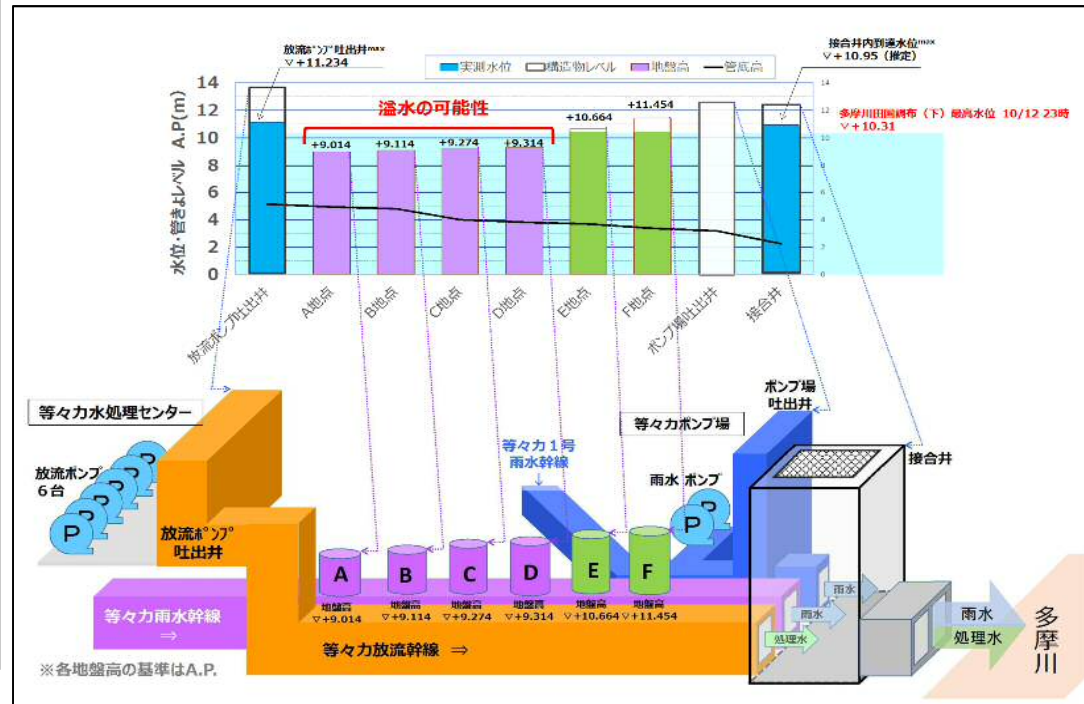 放流ポンプ吐出井max
▽+11.234
接合井内到達水位max
▽+10.95（推定）
実測水位 構造物レベル 地盤高 管底高
水位・管きょレベル A.P(m)
14
12
10
8
6
4
2
0
14
12
10
8
6
4
2
0
溢水の可能性
+9.014
+9.114
+9.274
+9.314
+10.664
+11.454
多摩川田園調布（下）最高水位 10/12 23時
▽+10.31
放流ポンプ吐出井
A地点
B地点
C地点
D地点
E地点
F地点
ポンプ場吐出井
接合井
等々力水処理センター
放流ポンプ
6台
P
P
P
P
P
P
放流ポンプ
吐出井
等々力１号
雨水幹線
等々力ポンプ場
雨水 ポンプ
P
P
ポンプ場
吐出井
接合井
A
B
C
D
E
F
地盤高
▽+9.014
地盤高
▽+9.114
地盤高
▽+9.274
地盤高
▽+9.314
地盤高
▽+10.664
地盤高
▽+11.454
等々力雨水幹線
⇒
等々力放流幹線 ⇒
雨水
雨水
処理水
雨水
処理水
多摩川
※各地盤高の基準はA.P.